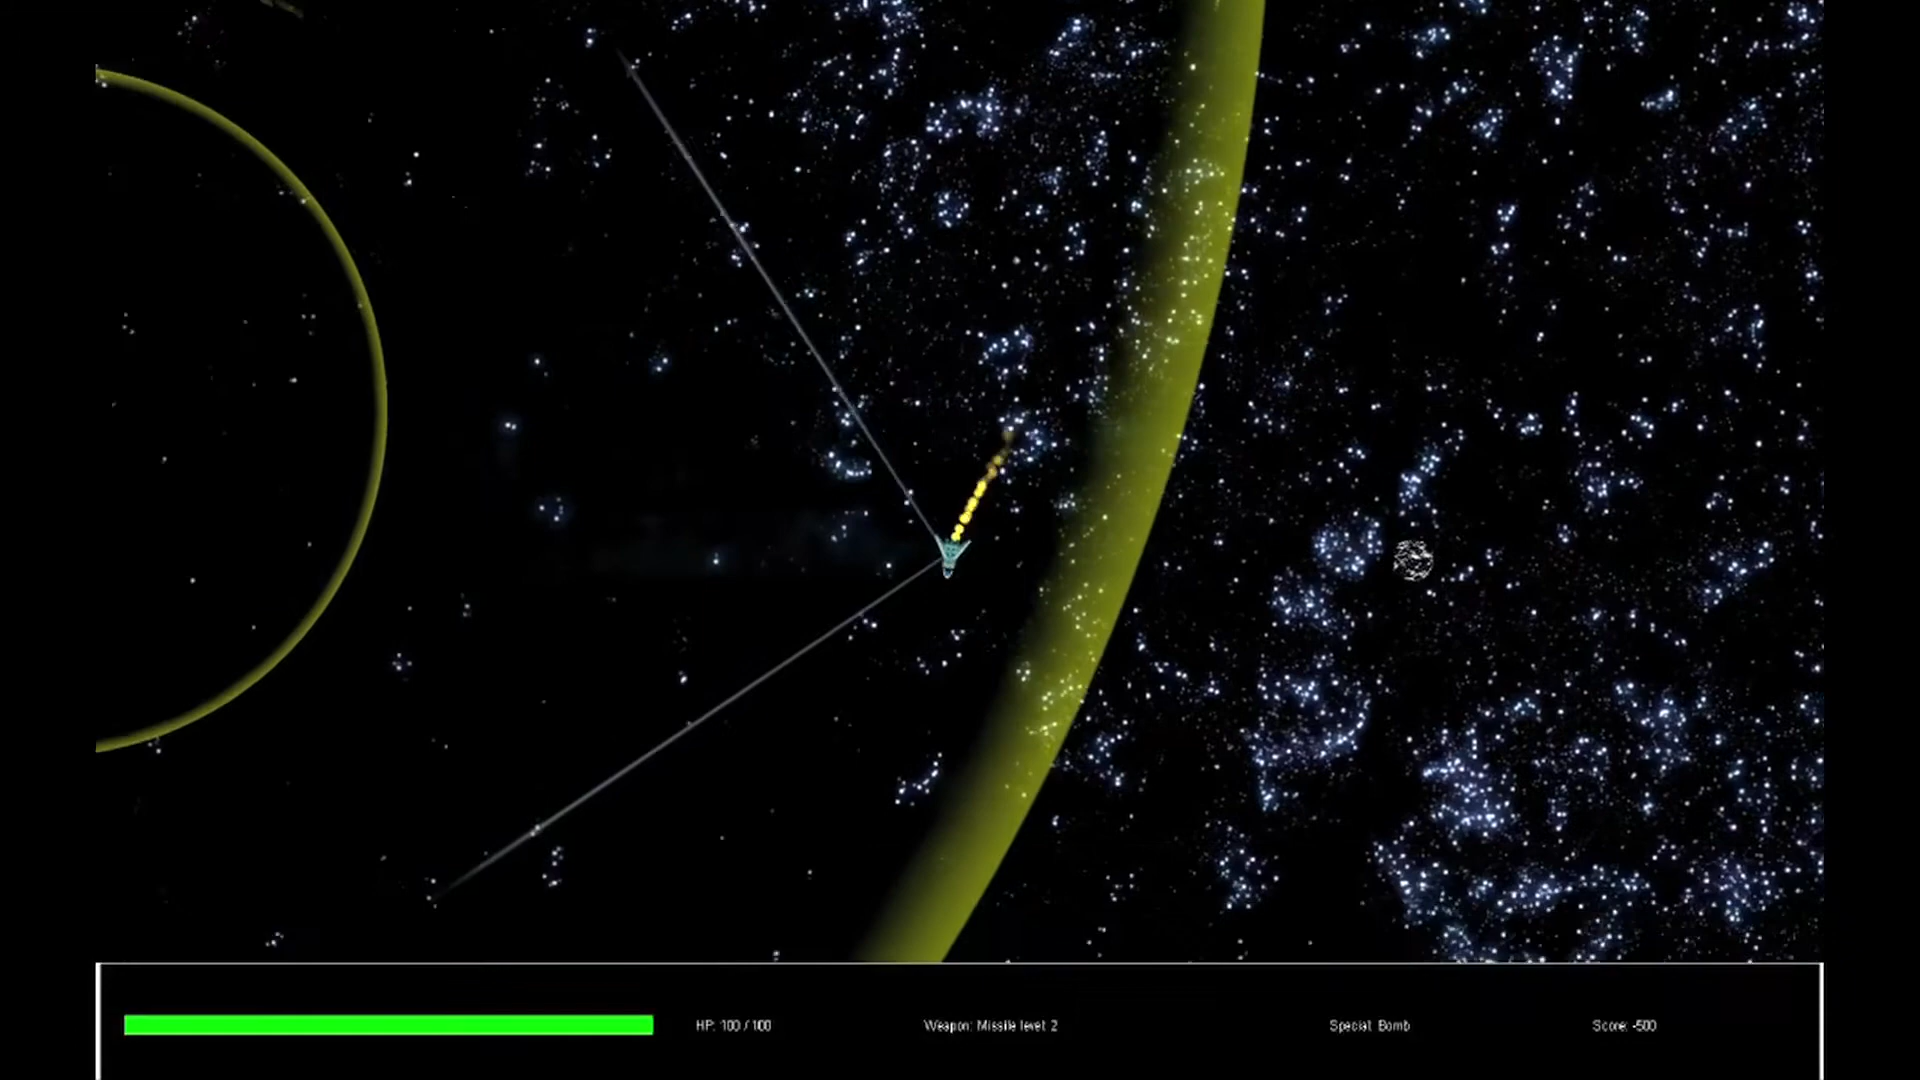 HP: 100 / 100
Weapon: Missile level: 2
Special: Bomb
Score: -500